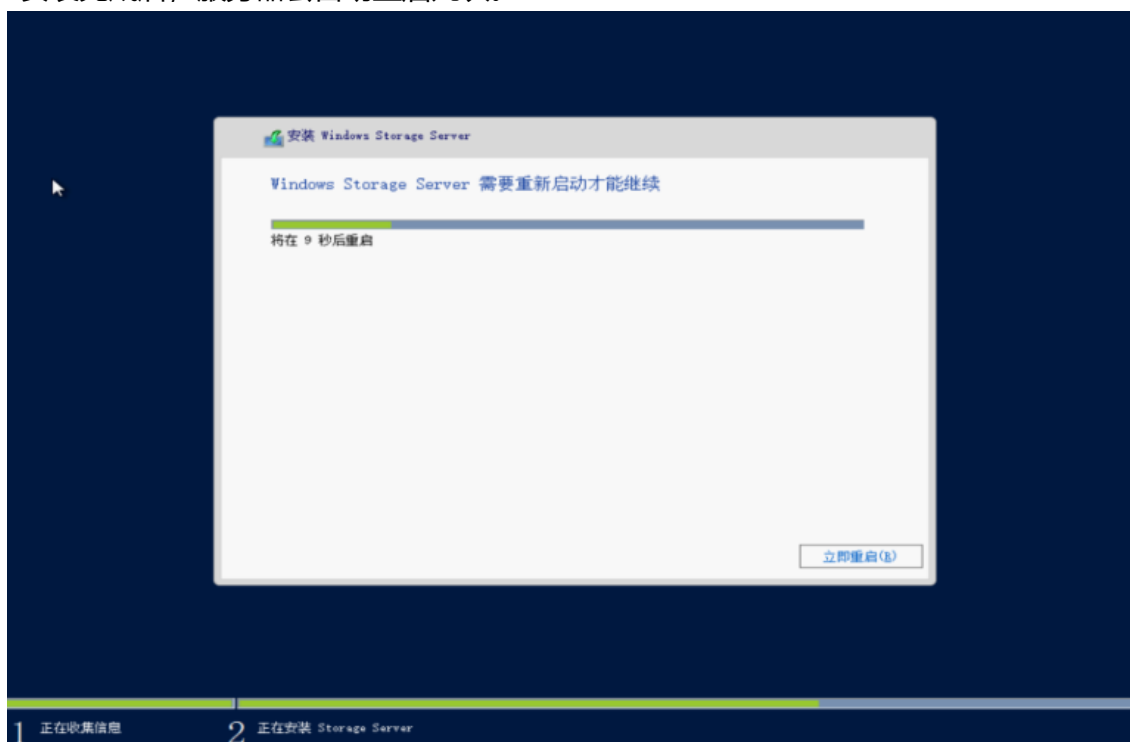 安装 Windows Storage Server
Windows Storage Server 需要重新启动才能继续
将在 9 秒后重启
立即重启(R)
1 正在收集信息
2 正在安装 Storage Server